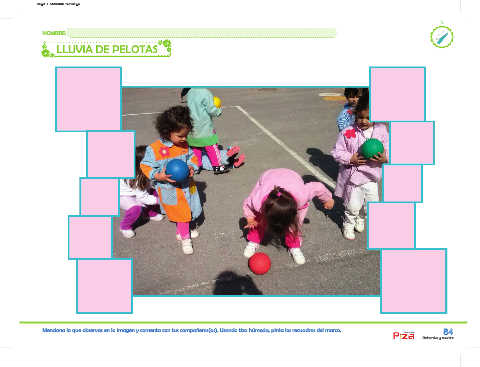 NOMBRE:
LLUVIA DE PELOTAS
Menciona lo que observas en la imagen y comenta con tus compañeros(as). Usando tiza húmeda, pinta los recuadros del marco.
84